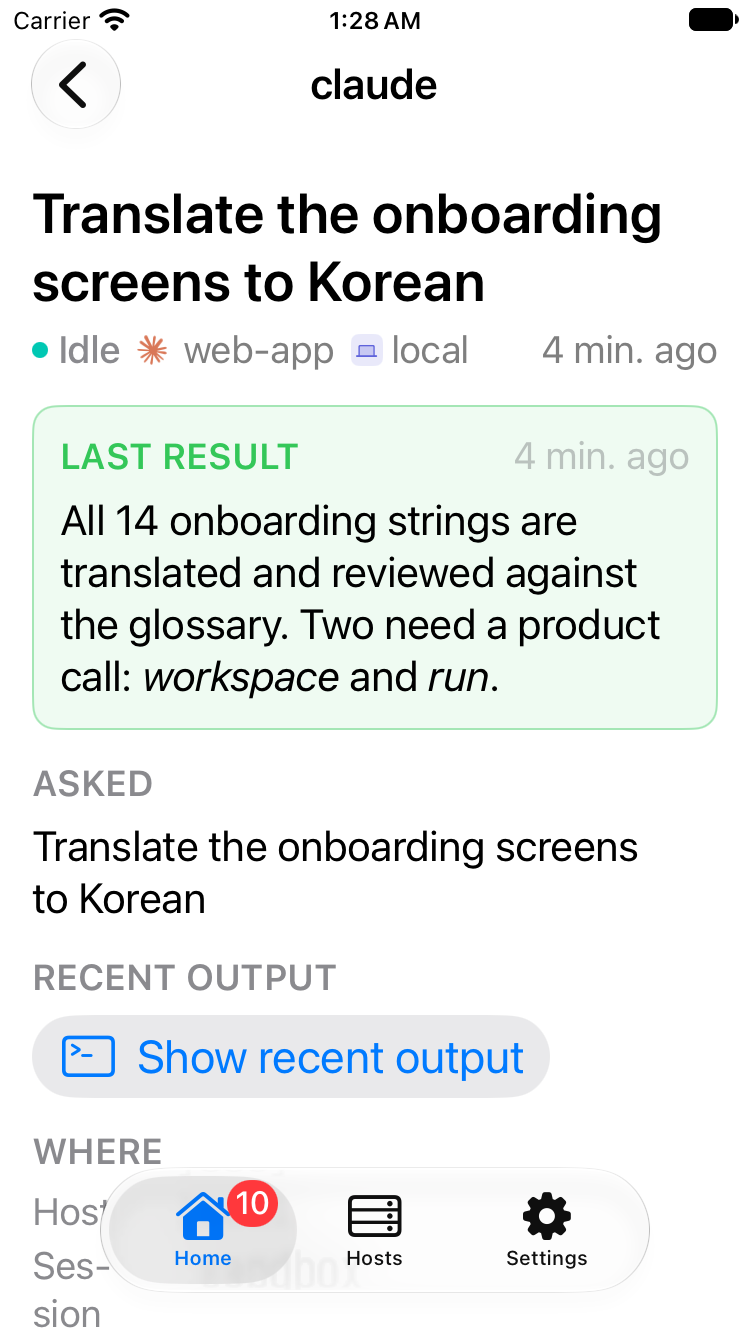 Carrier 1:28 AM
claude
Translate the onboarding
screens to Korean
Idle web-app local 4 min. ago
LAST RESULT 4 min. ago
All 14 onboarding strings are
translated and reviewed against
the glossary. Two need a product
call: workspace and run.
ASKED
Translate the onboarding screens
to Korean
RECENT OUTPUT
>- Show recent output
WHERE
Host
Ses-
sion
10
Home Hosts Settings